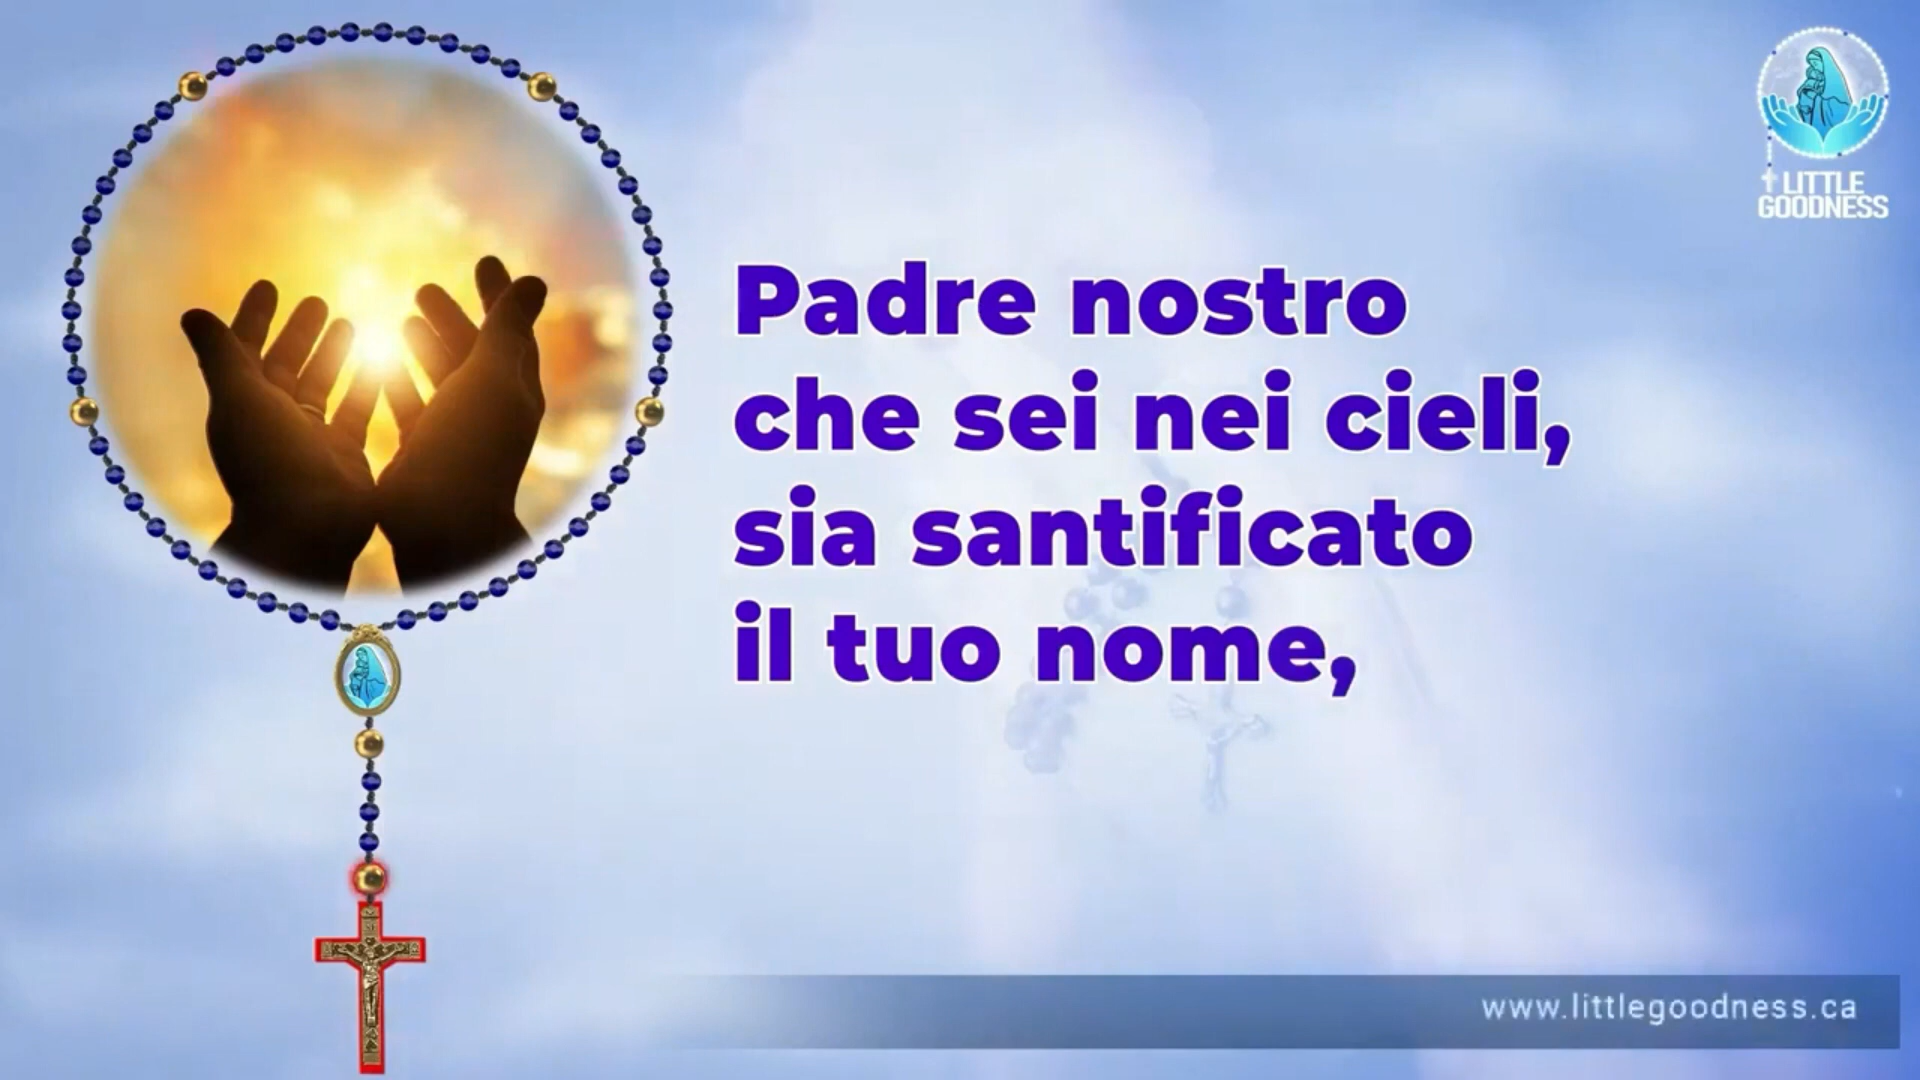 LITTLE
GOODNESS
Padre nostro
che sei nei cieli,
sia santificato
il tuo nome,
www.littlegoodness.ca